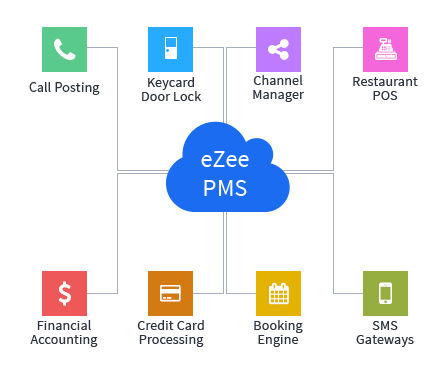 Call Posting
Keycard
Door Lock
Channel
Manager
Restaurant
POS
eZee
PMS
Financial
Accounting
Credit Card
Processing
Booking
Engine
SMS
Gateways